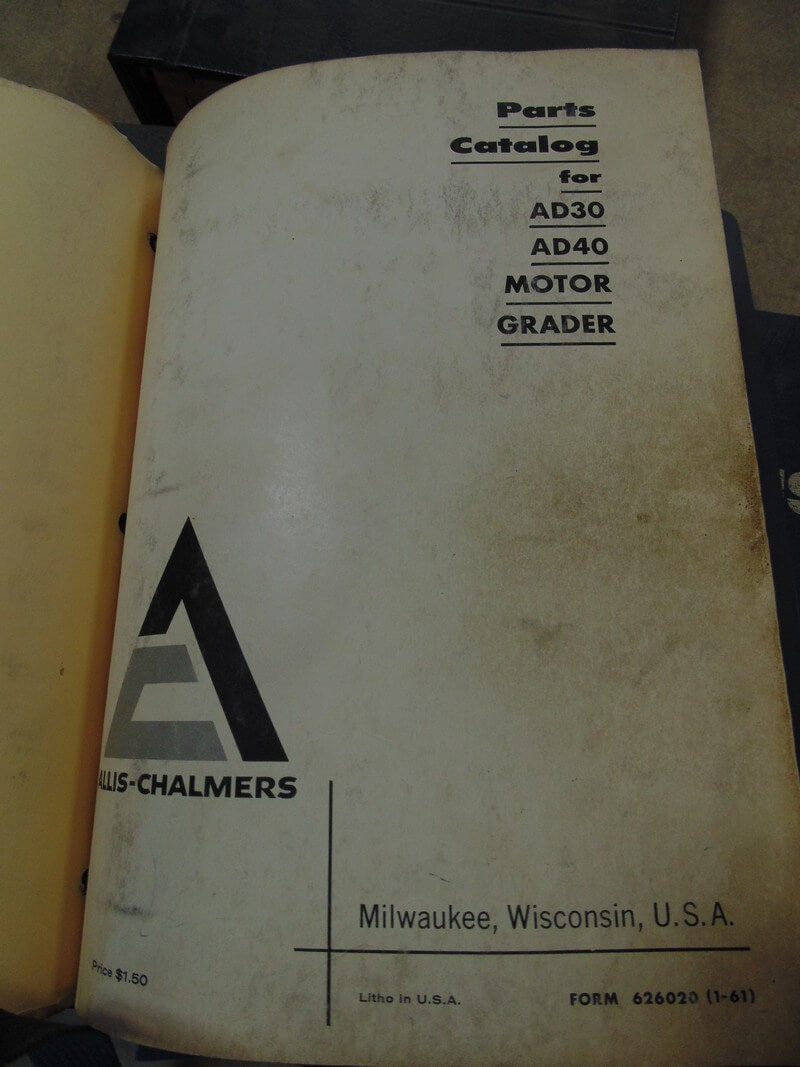 Parts
Catalog
for
AD30
AD40
MOTOR
GRADER
ALLIS-CHALMERS
Milwaukee, Wisconsin, U.S.A.
Price $1.50
Litho in U.S.A.
FORM 626020 (1-61)